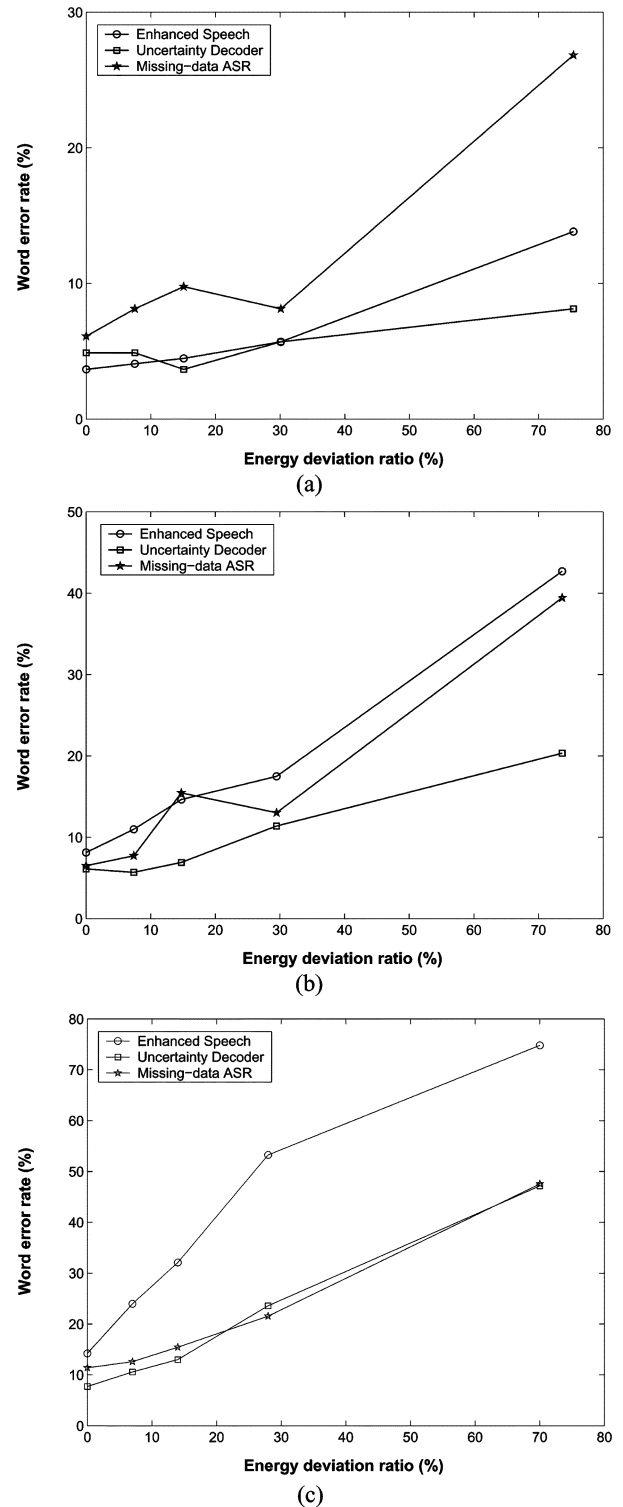 30
Enhanced Speech
Uncertainty Decoder
Missing-data ASR
20
Word error rate (%)
10
0
0 10 20 30 40 50 60 70 80
Energy deviation ratio (%)
(a)
50
Enhanced Speech
Uncertainty Decoder
Missing-data ASR
40
30
Word error rate (%)
20
10
0
0 10 20 30 40 50 60 70 80
Energy deviation ratio (%)
(b)
80
Enhanced Speech
Uncertainty Decoder
Missing-data ASR
70
60
50
Word error rate (%)
40
30
20
10
0
0 10 20 30 40 50 60 70 80
Energy deviation ratio (%)
(c)